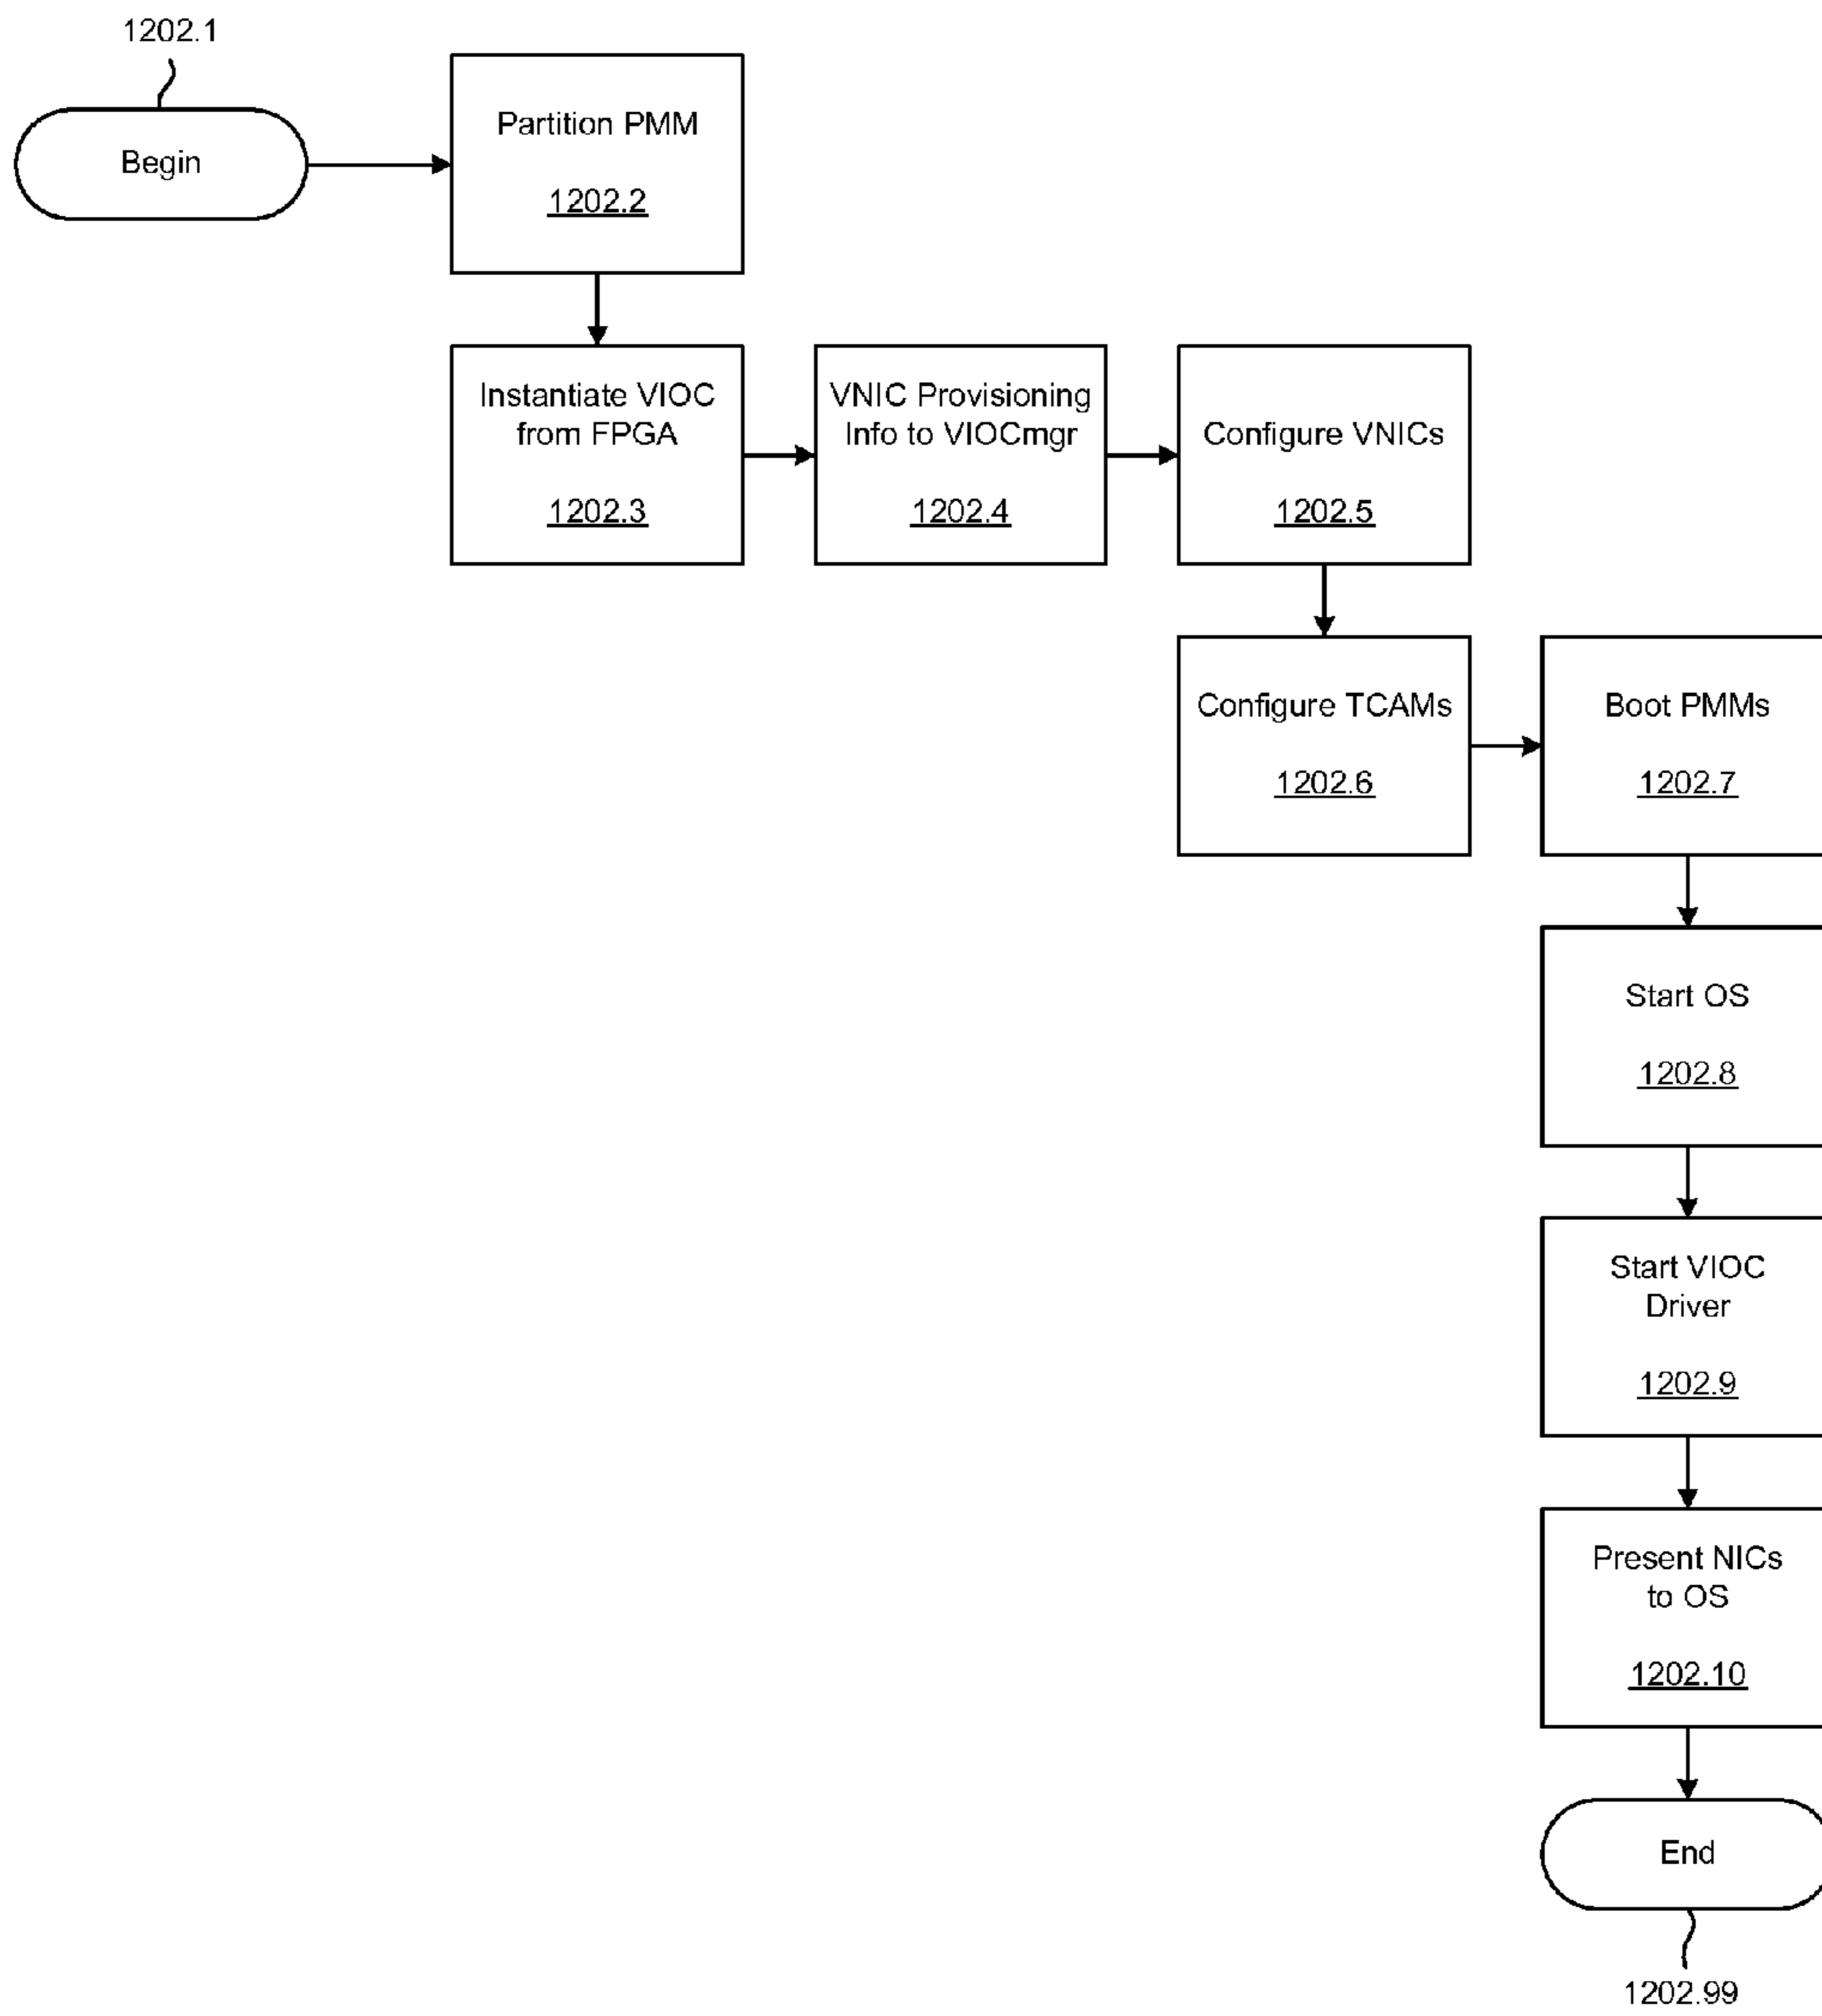 1202.1
Begin
Partition PMM
1202.2
Instantiate VIOC
from FPGA
1202.3
VNIC Provisioning
Info to VIOCmgr
1202.4
Configure VNICs
1202.5
Configure TCAMs
1202.6
Boot PMMs
1202.7
Start OS
1202.8
Start VIOC
Driver
1202.9
Present NICs
to OS
1202.10
End
1202.99